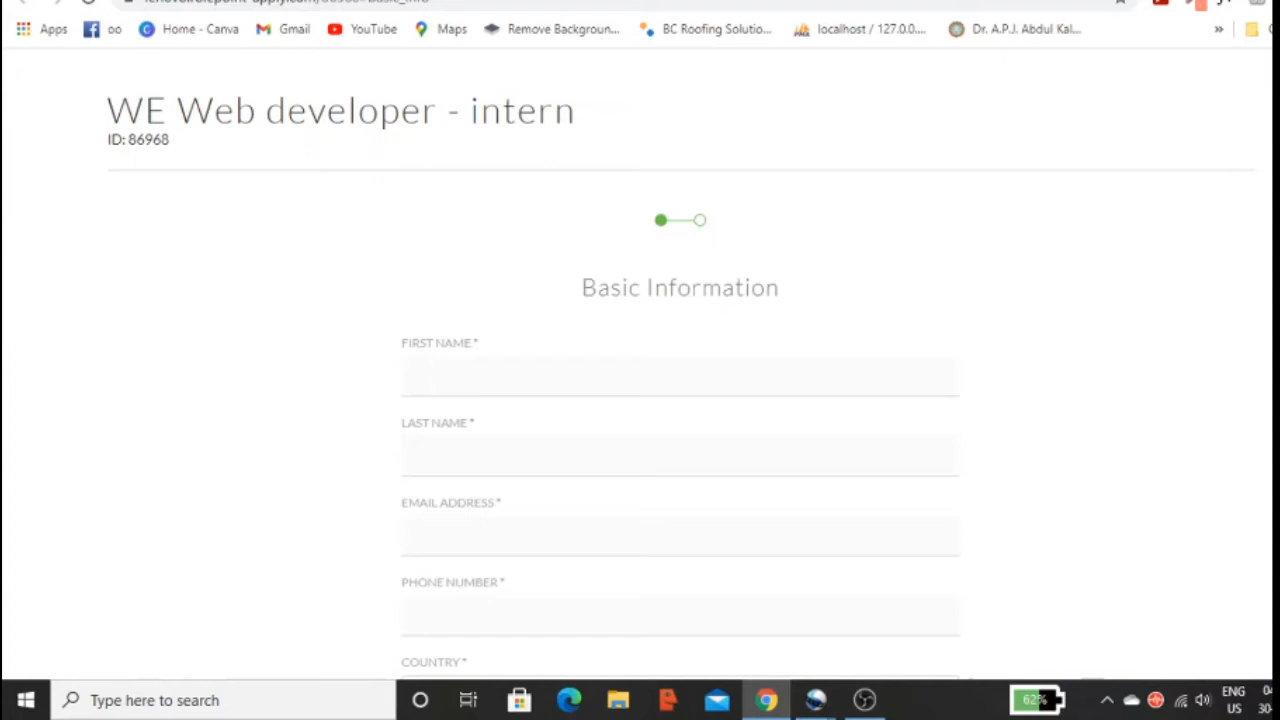 Apps
oo
Home - Canva
Gmail
YouTube
Maps
Remove Backgroun...
BC Roofing Solutio...
localhost / 127.0.0....
Dr. A.P.J. Abdul Kal...
»
WE Web developer - intern
ID: 86968
Basic Information
FIRST NAME *
LAST NAME *
EMAIL ADDRESS *
PHONE NUMBER *
COUNTRY *
Type here to search
62%
ENG
US